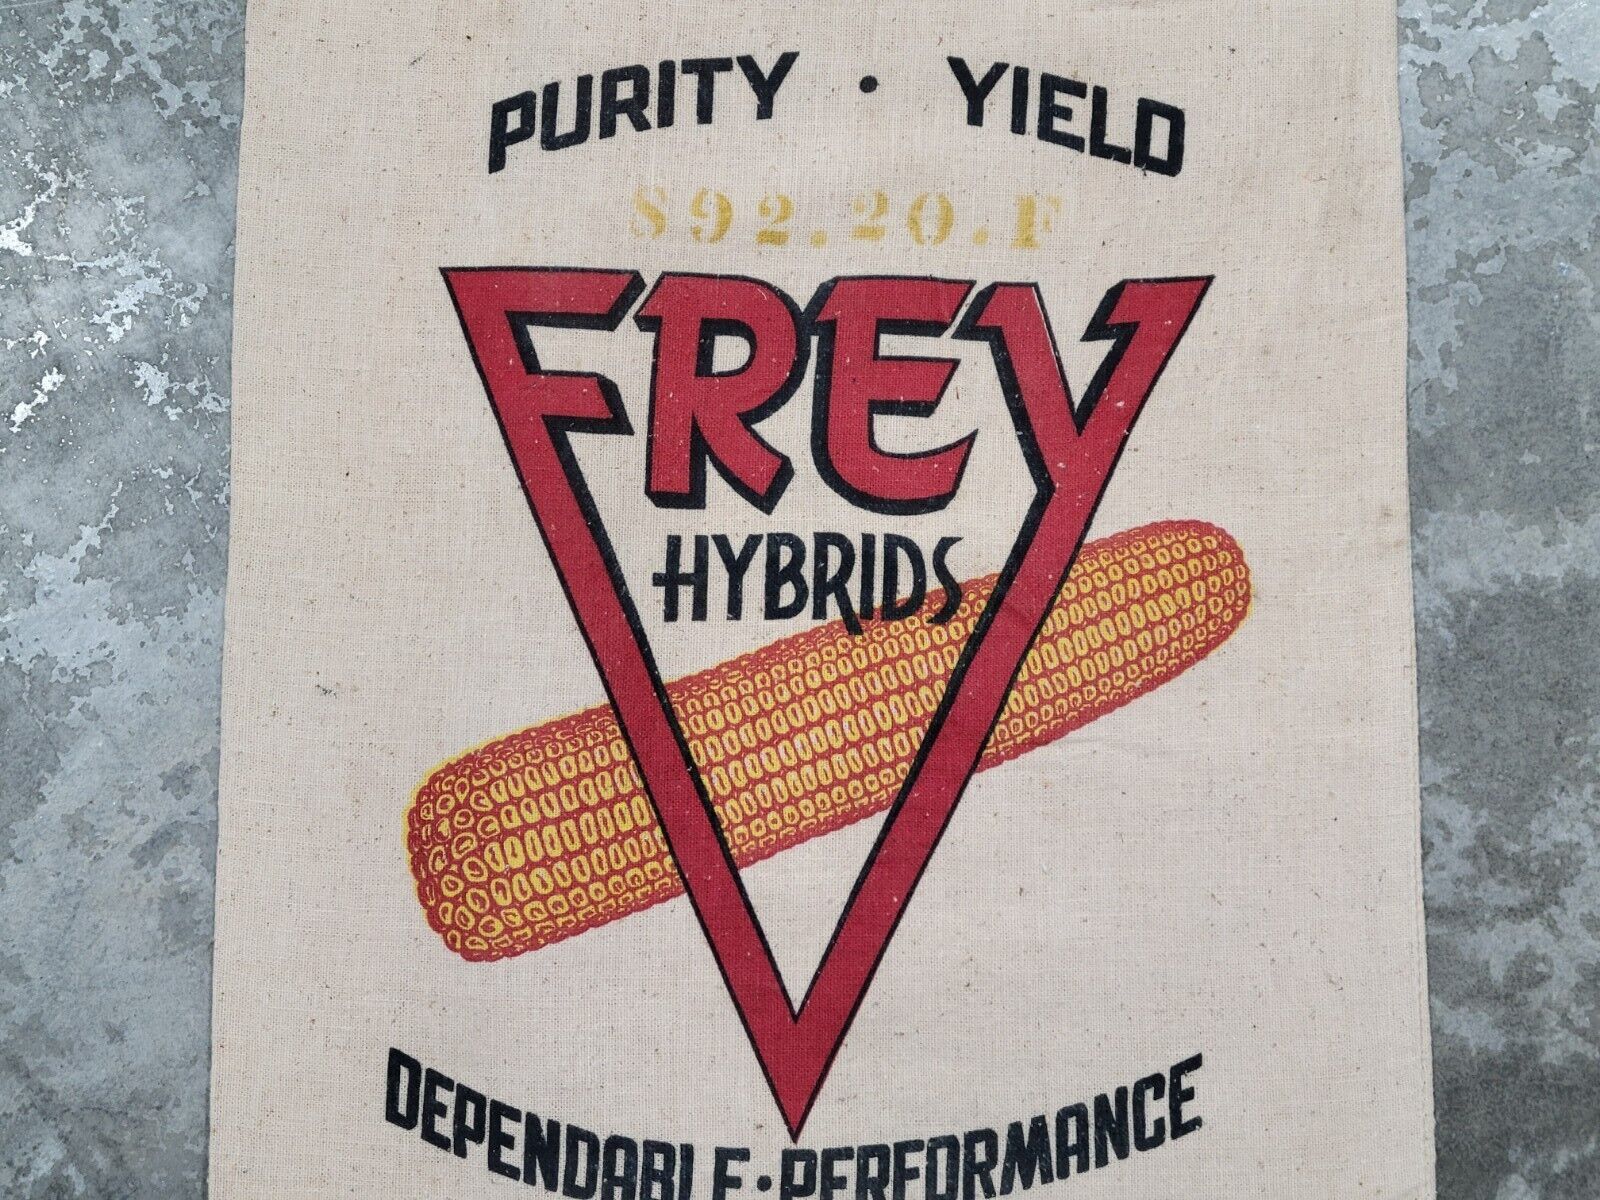 PURITY • YIELD
892.20.F
FREY
HYBRIDS
DEPENDABLE • PERFORMANCE